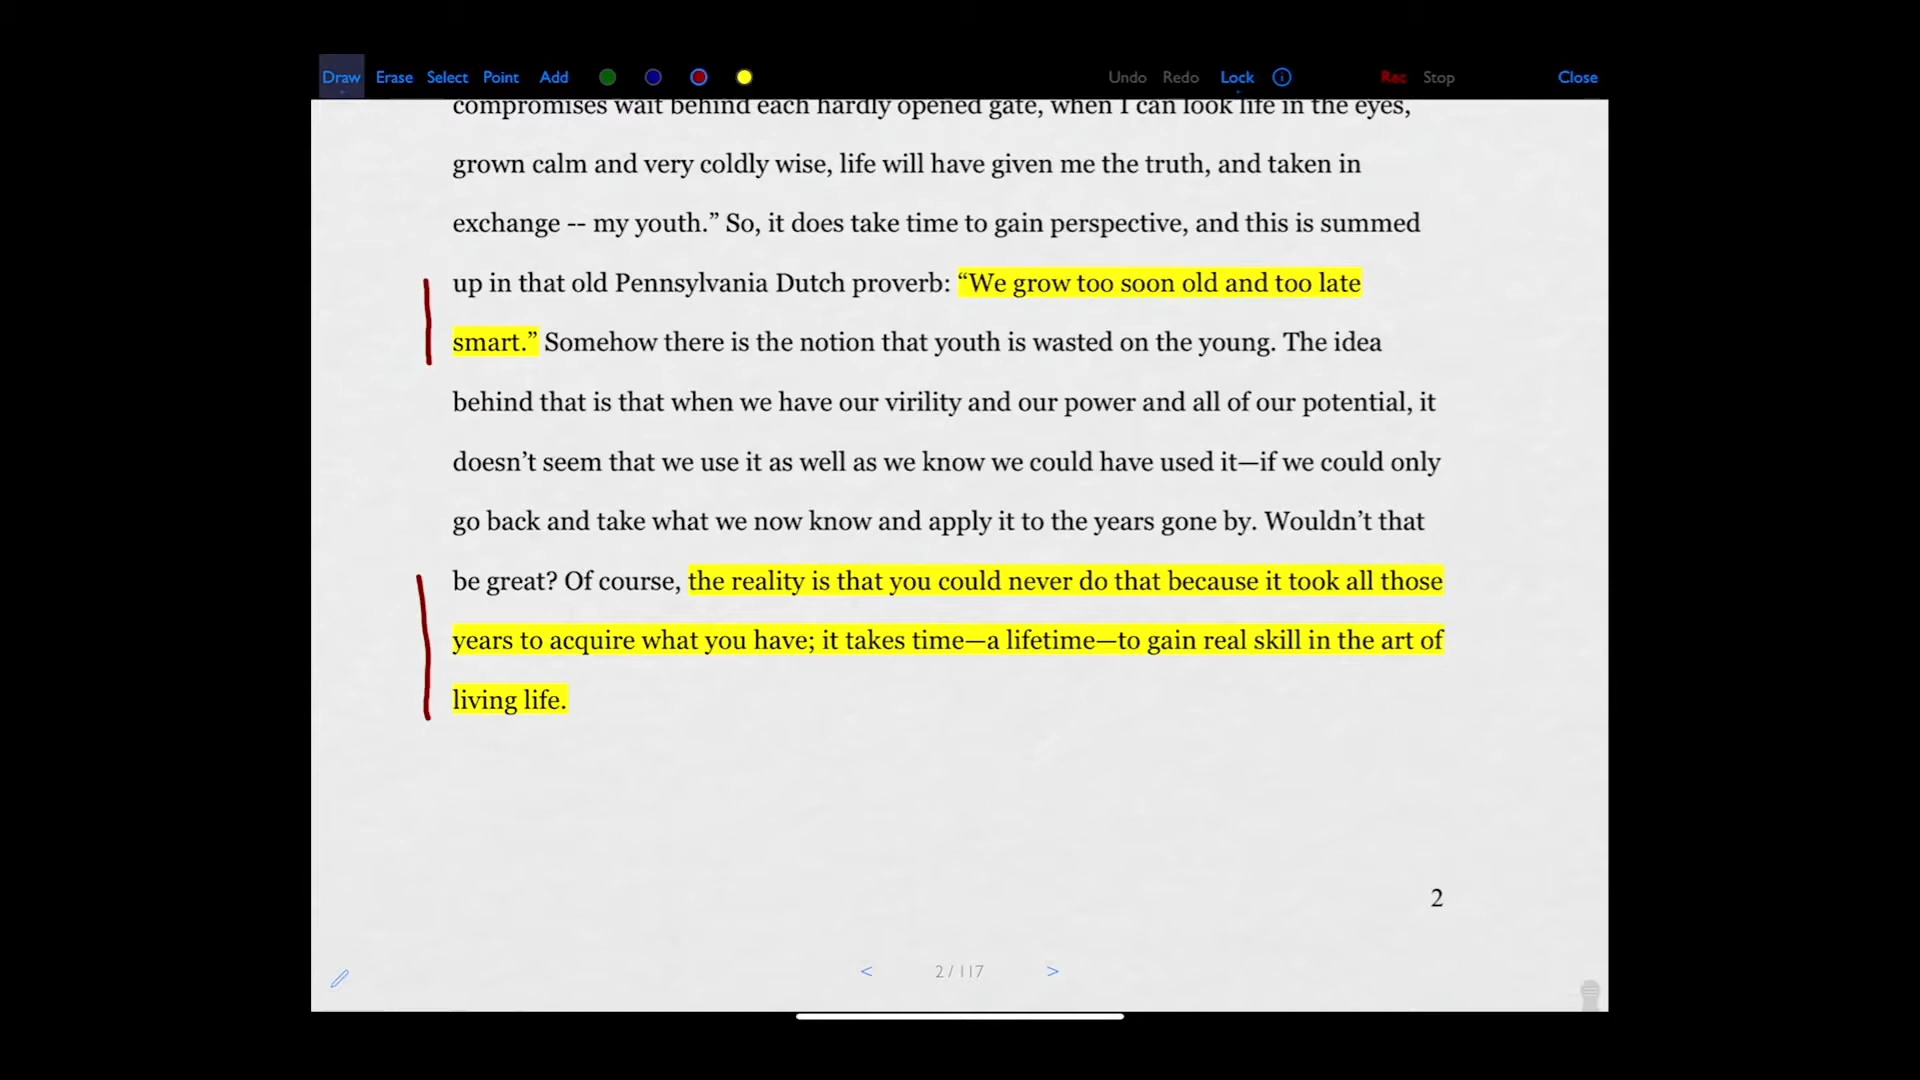 Draw Erase Select Point Add Undo Redo Lock Rec Stop Close
compromises wait behind each hardly opened gate, when I can look life in the eyes,
grown calm and very coldly wise, life will have given me the truth, and taken in
exchange -- my youth.” So, it does take time to gain perspective, and this is summed
up in that old Pennsylvania Dutch proverb: “We grow too soon old and too late
smart.” Somehow there is the notion that youth is wasted on the young. The idea
behind that is that when we have our virility and our power and all of our potential, it
doesn’t seem that we use it as well as we know we could have used it—if we could only
go back and take what we now know and apply it to the years gone by. Wouldn’t that
be great? Of course, the reality is that you could never do that because it took all those
years to acquire what you have; it takes time—a lifetime—to gain real skill in the art of
living life.
2
< 2 / 117 >